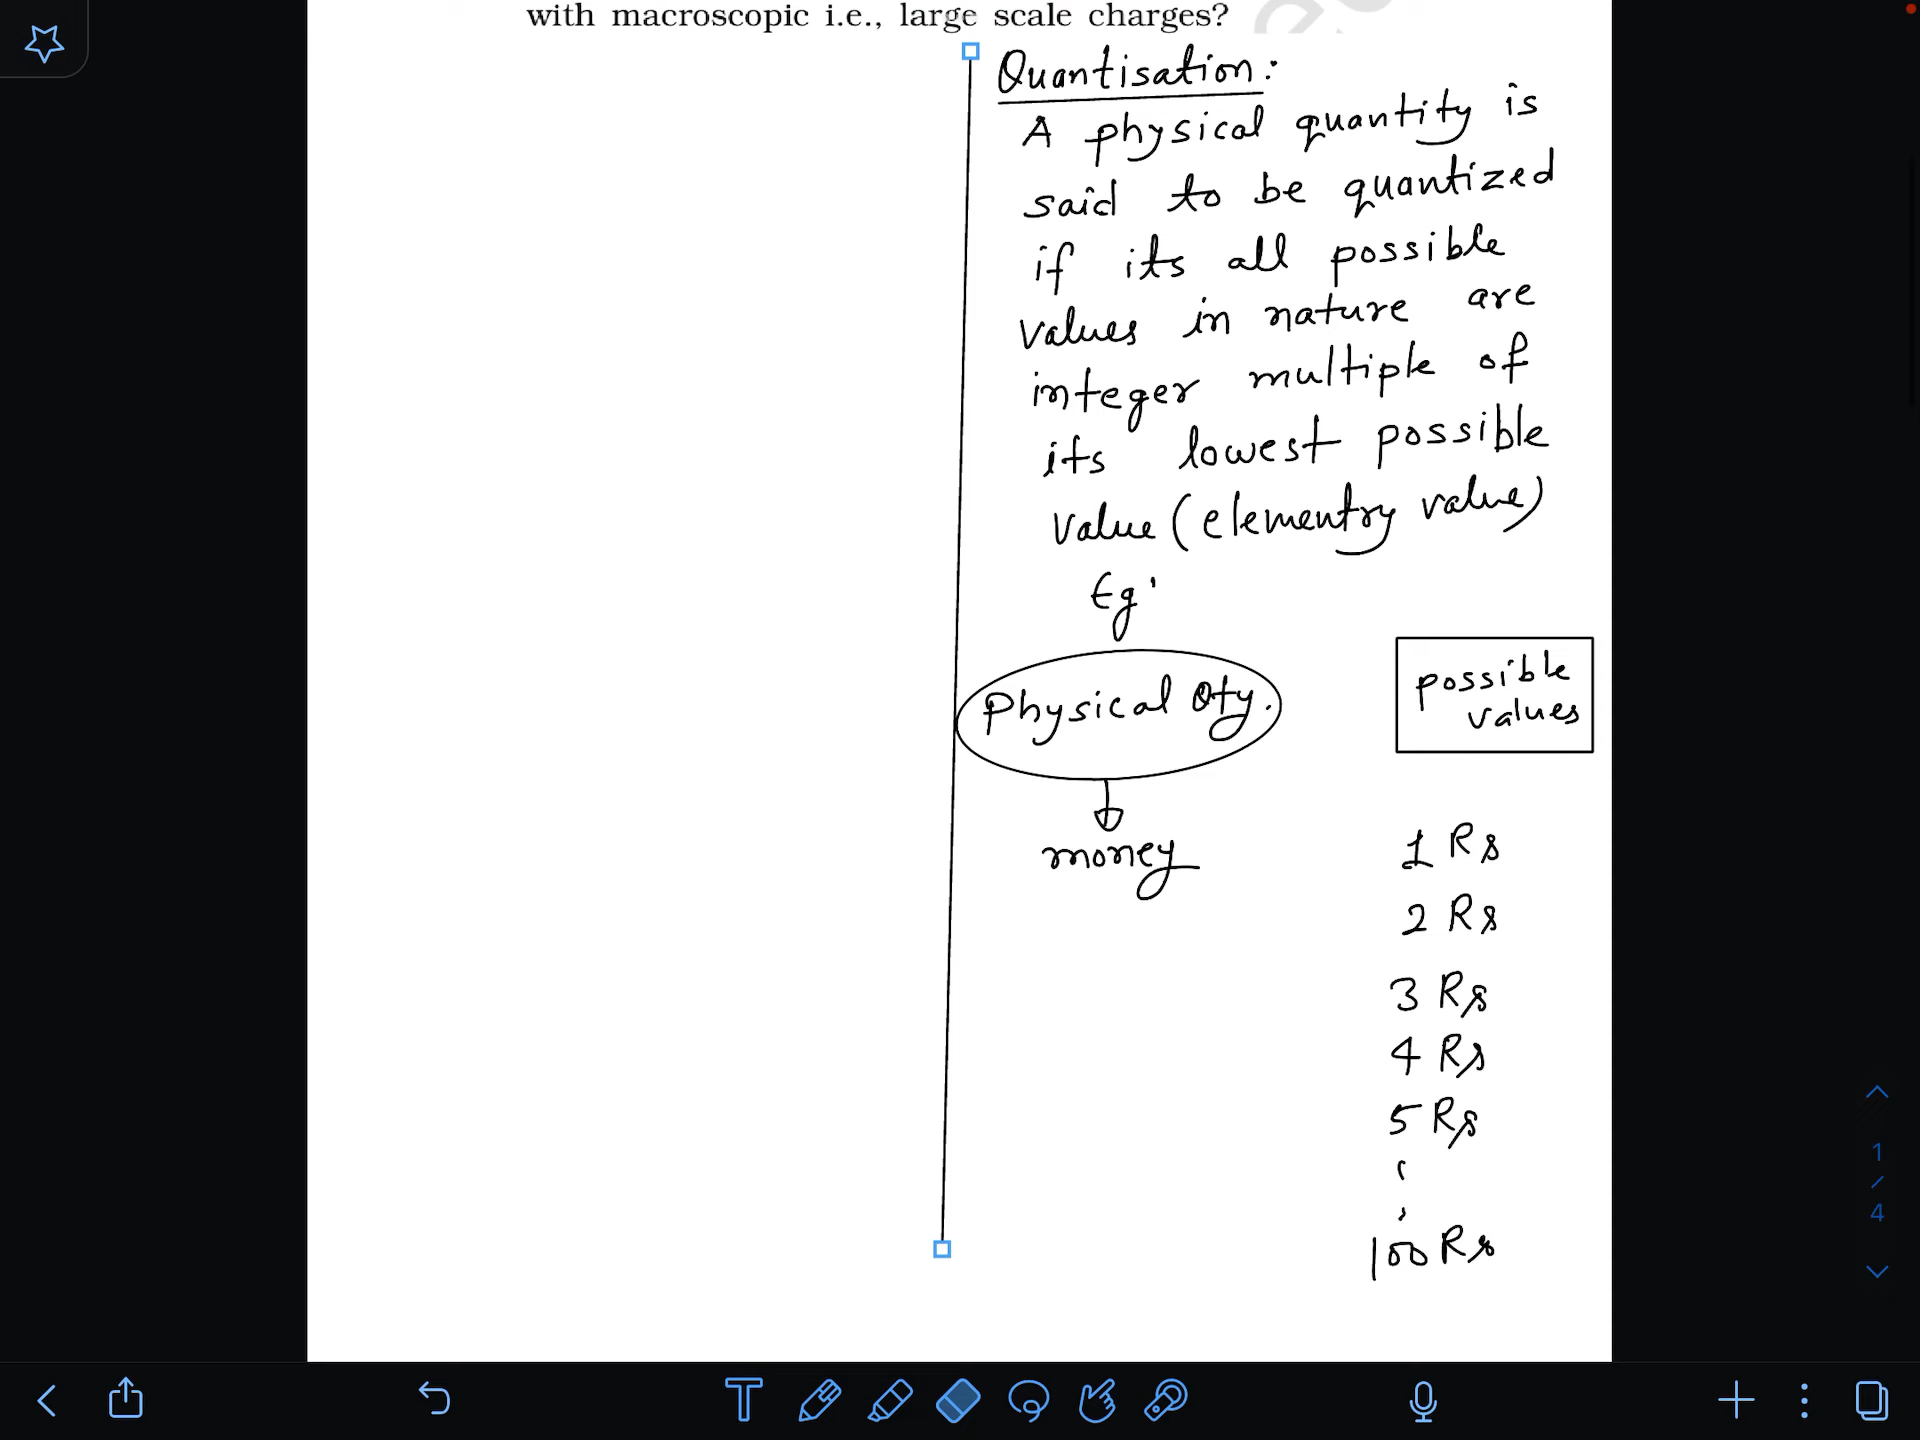 with macroscopic i.e., large scale charges?
Quantisation:
A physical quantity is
said to be quantized
if its all possible
values in nature are
integer multiple of
its lowest possible
value (elementry value)
Eg
Physical Qty.
possible
values
money
1 Rs
2 Rs
3 Rs
4 Rs
5 Rs
100 Rs
1
/
4
T